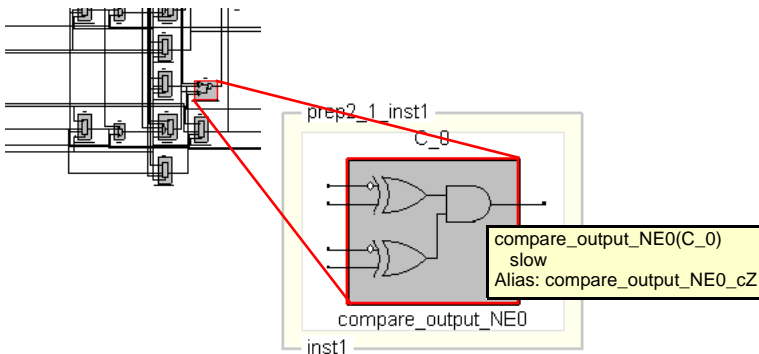 prep2_1_inst1
C_0
compare_output_NE0(C_0)
slow
Alias: compare_output_NE0_cZ
compare_output_NE0
inst1